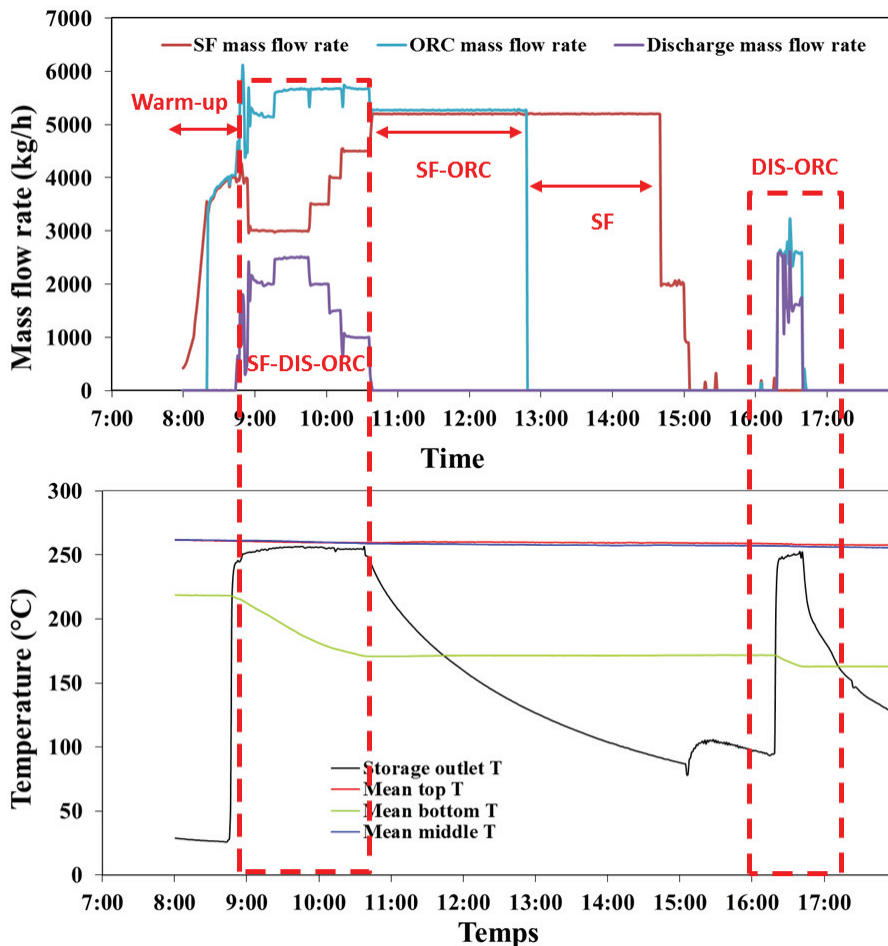 7000
6000
5000
4000
3000
2000
1000
0
Mass flow rate (kg/h)
SF mass flow rate ORC mass flow rate Discharge mass flow rate
Warm-up
SF-ORC
SF
DIS-ORC
SF-DIS-ORC
7:00 8:00 9:00 10:00 11:00 12:00 13:00 14:00 15:00 16:00 17:00
Time
300
250
200
150
100
50
0
Temperature (°C)
Storage outlet T
Mean top T
Mean bottom T
Mean middle T
7:00 8:00 9:00 10:00 11:00 12:00 13:00 14:00 15:00 16:00 17:00
Temps